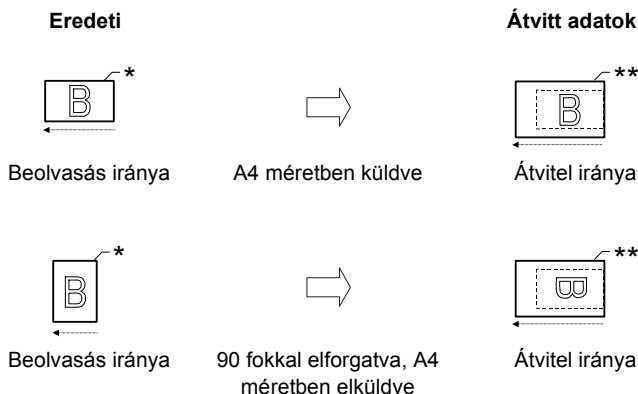 Eredeti Átvitt adatok
* **
B B
Beolvasás iránya A4 méretben küldve Átvitel iránya
* **
B B
Beolvasás iránya 90 fokkal elforgatva, A4 Átvitel iránya
méretben elküldve